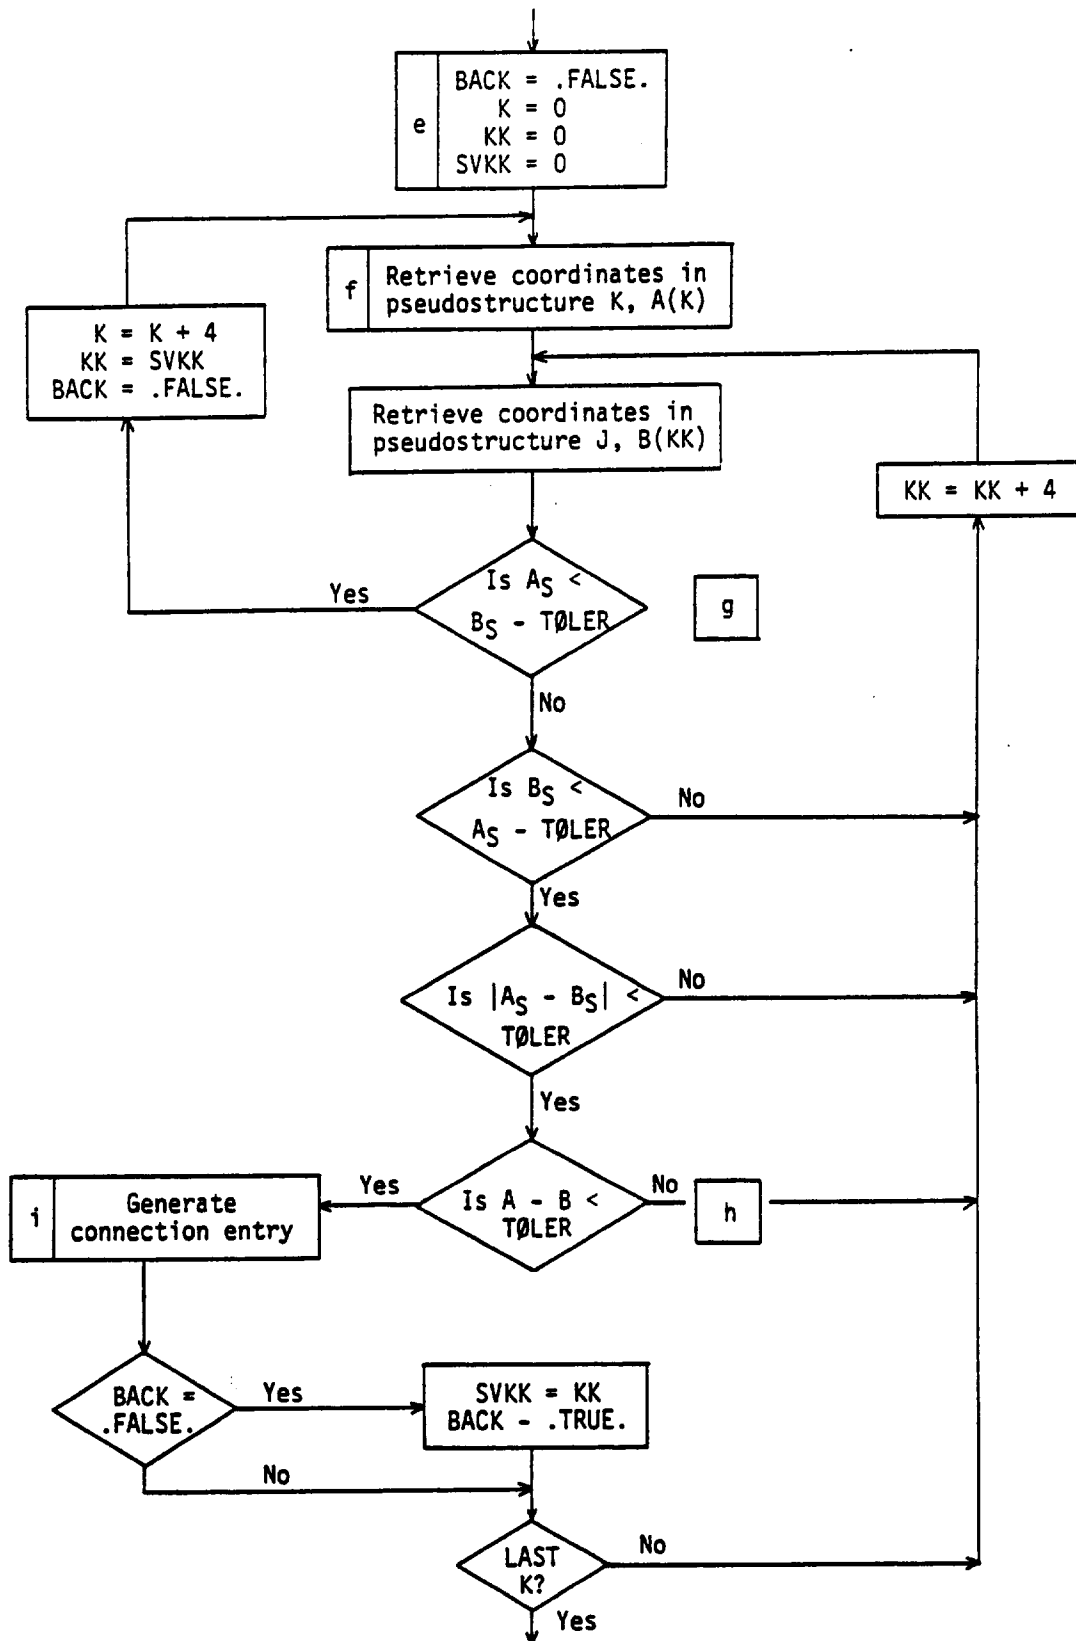 BACK = .FALSE.
K = 0
e
KK = 0
SVKK = 0
f
Retrieve coordinates in
pseudostructure K, A(K)
K = K + 4
KK = SVKK
BACK = .FALSE.
Retrieve coordinates in
pseudostructure J, B(KK)
KK = KK + 4
Is AS <
BS - TØLER
Yes
g
No
Is BS <
AS - TØLER
No
Yes
Is |AS - BS| <
TØLER
No
Yes
Is A - B <
TØLER
Yes
No
h
i
Generate
connection entry
BACK =
.FALSE.
Yes
SVKK = KK
BACK - .TRUE.
No
LAST
K?
No
Yes